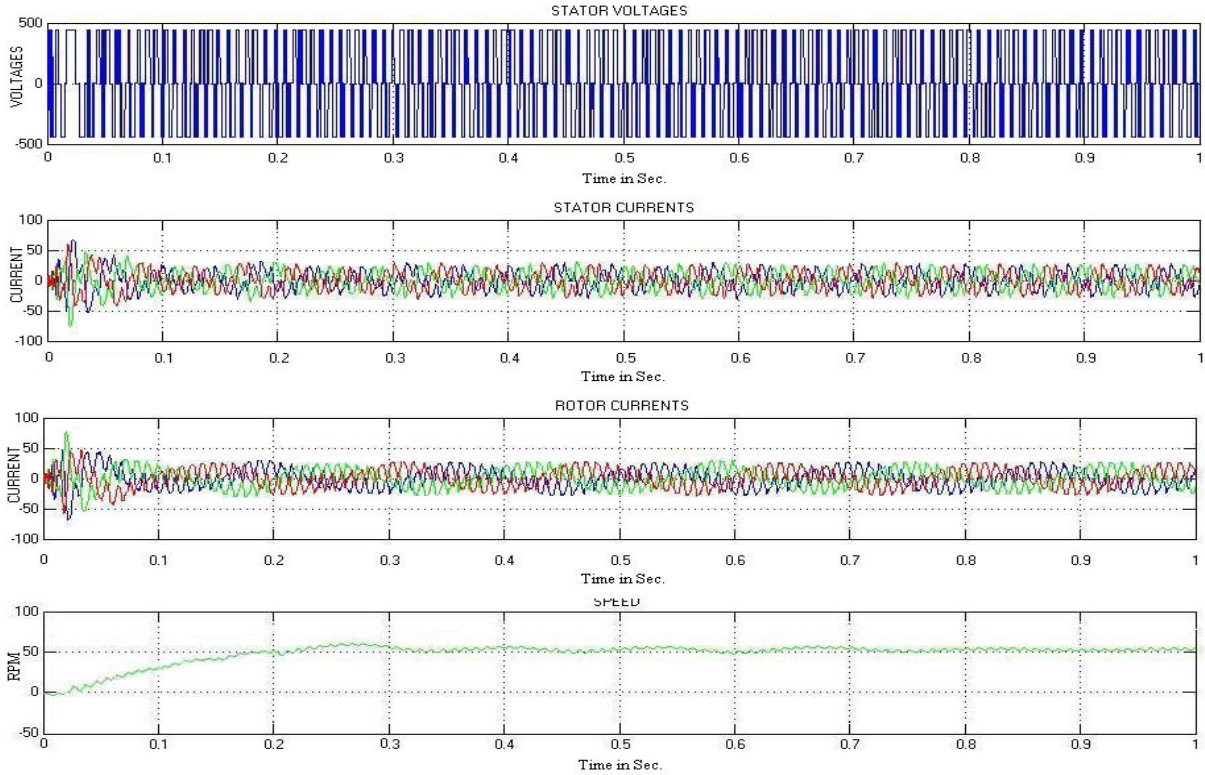 STATOR VOLTAGES
VOLTAGES
500
0
-500
0 0.1 0.2 0.3 0.4 0.5 0.6 0.7 0.8 0.9 1
Time in Sec.
STATOR CURRENTS
CURRENT
100
50
0
-50
-100
0 0.1 0.2 0.3 0.4 0.5 0.6 0.7 0.8 0.9 1
Time in Sec.
ROTOR CURRENTS
CURRENT
100
50
0
-50
-100
0 0.1 0.2 0.3 0.4 0.5 0.6 0.7 0.8 0.9 1
Time in Sec.
SPEED
RPM
100
50
0
-50
0 0.1 0.2 0.3 0.4 0.5 0.6 0.7 0.8 0.9 1
Time in Sec.